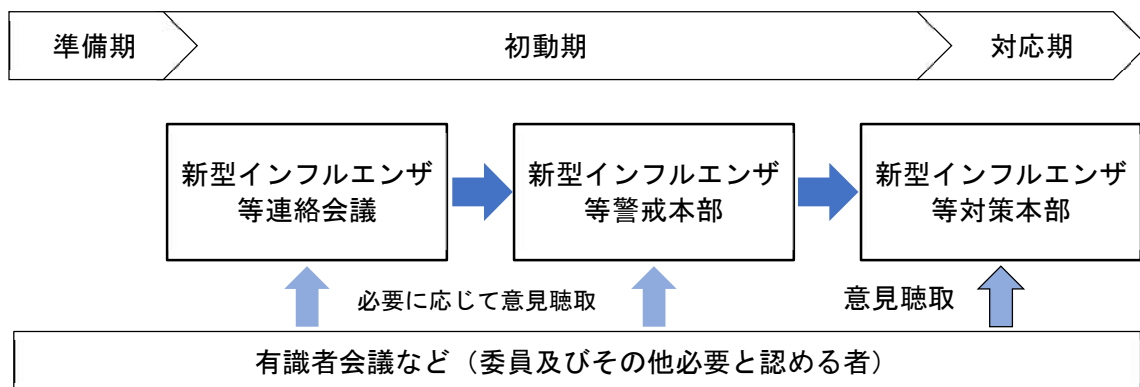 準備期
初動期
対応期
新型インフルエンザ
等連絡会議
新型インフルエンザ
等警戒本部
新型インフルエンザ
等対策本部
必要に応じて意見聴取
意見聴取
有識者会議など（委員及びその他必要と認める者）